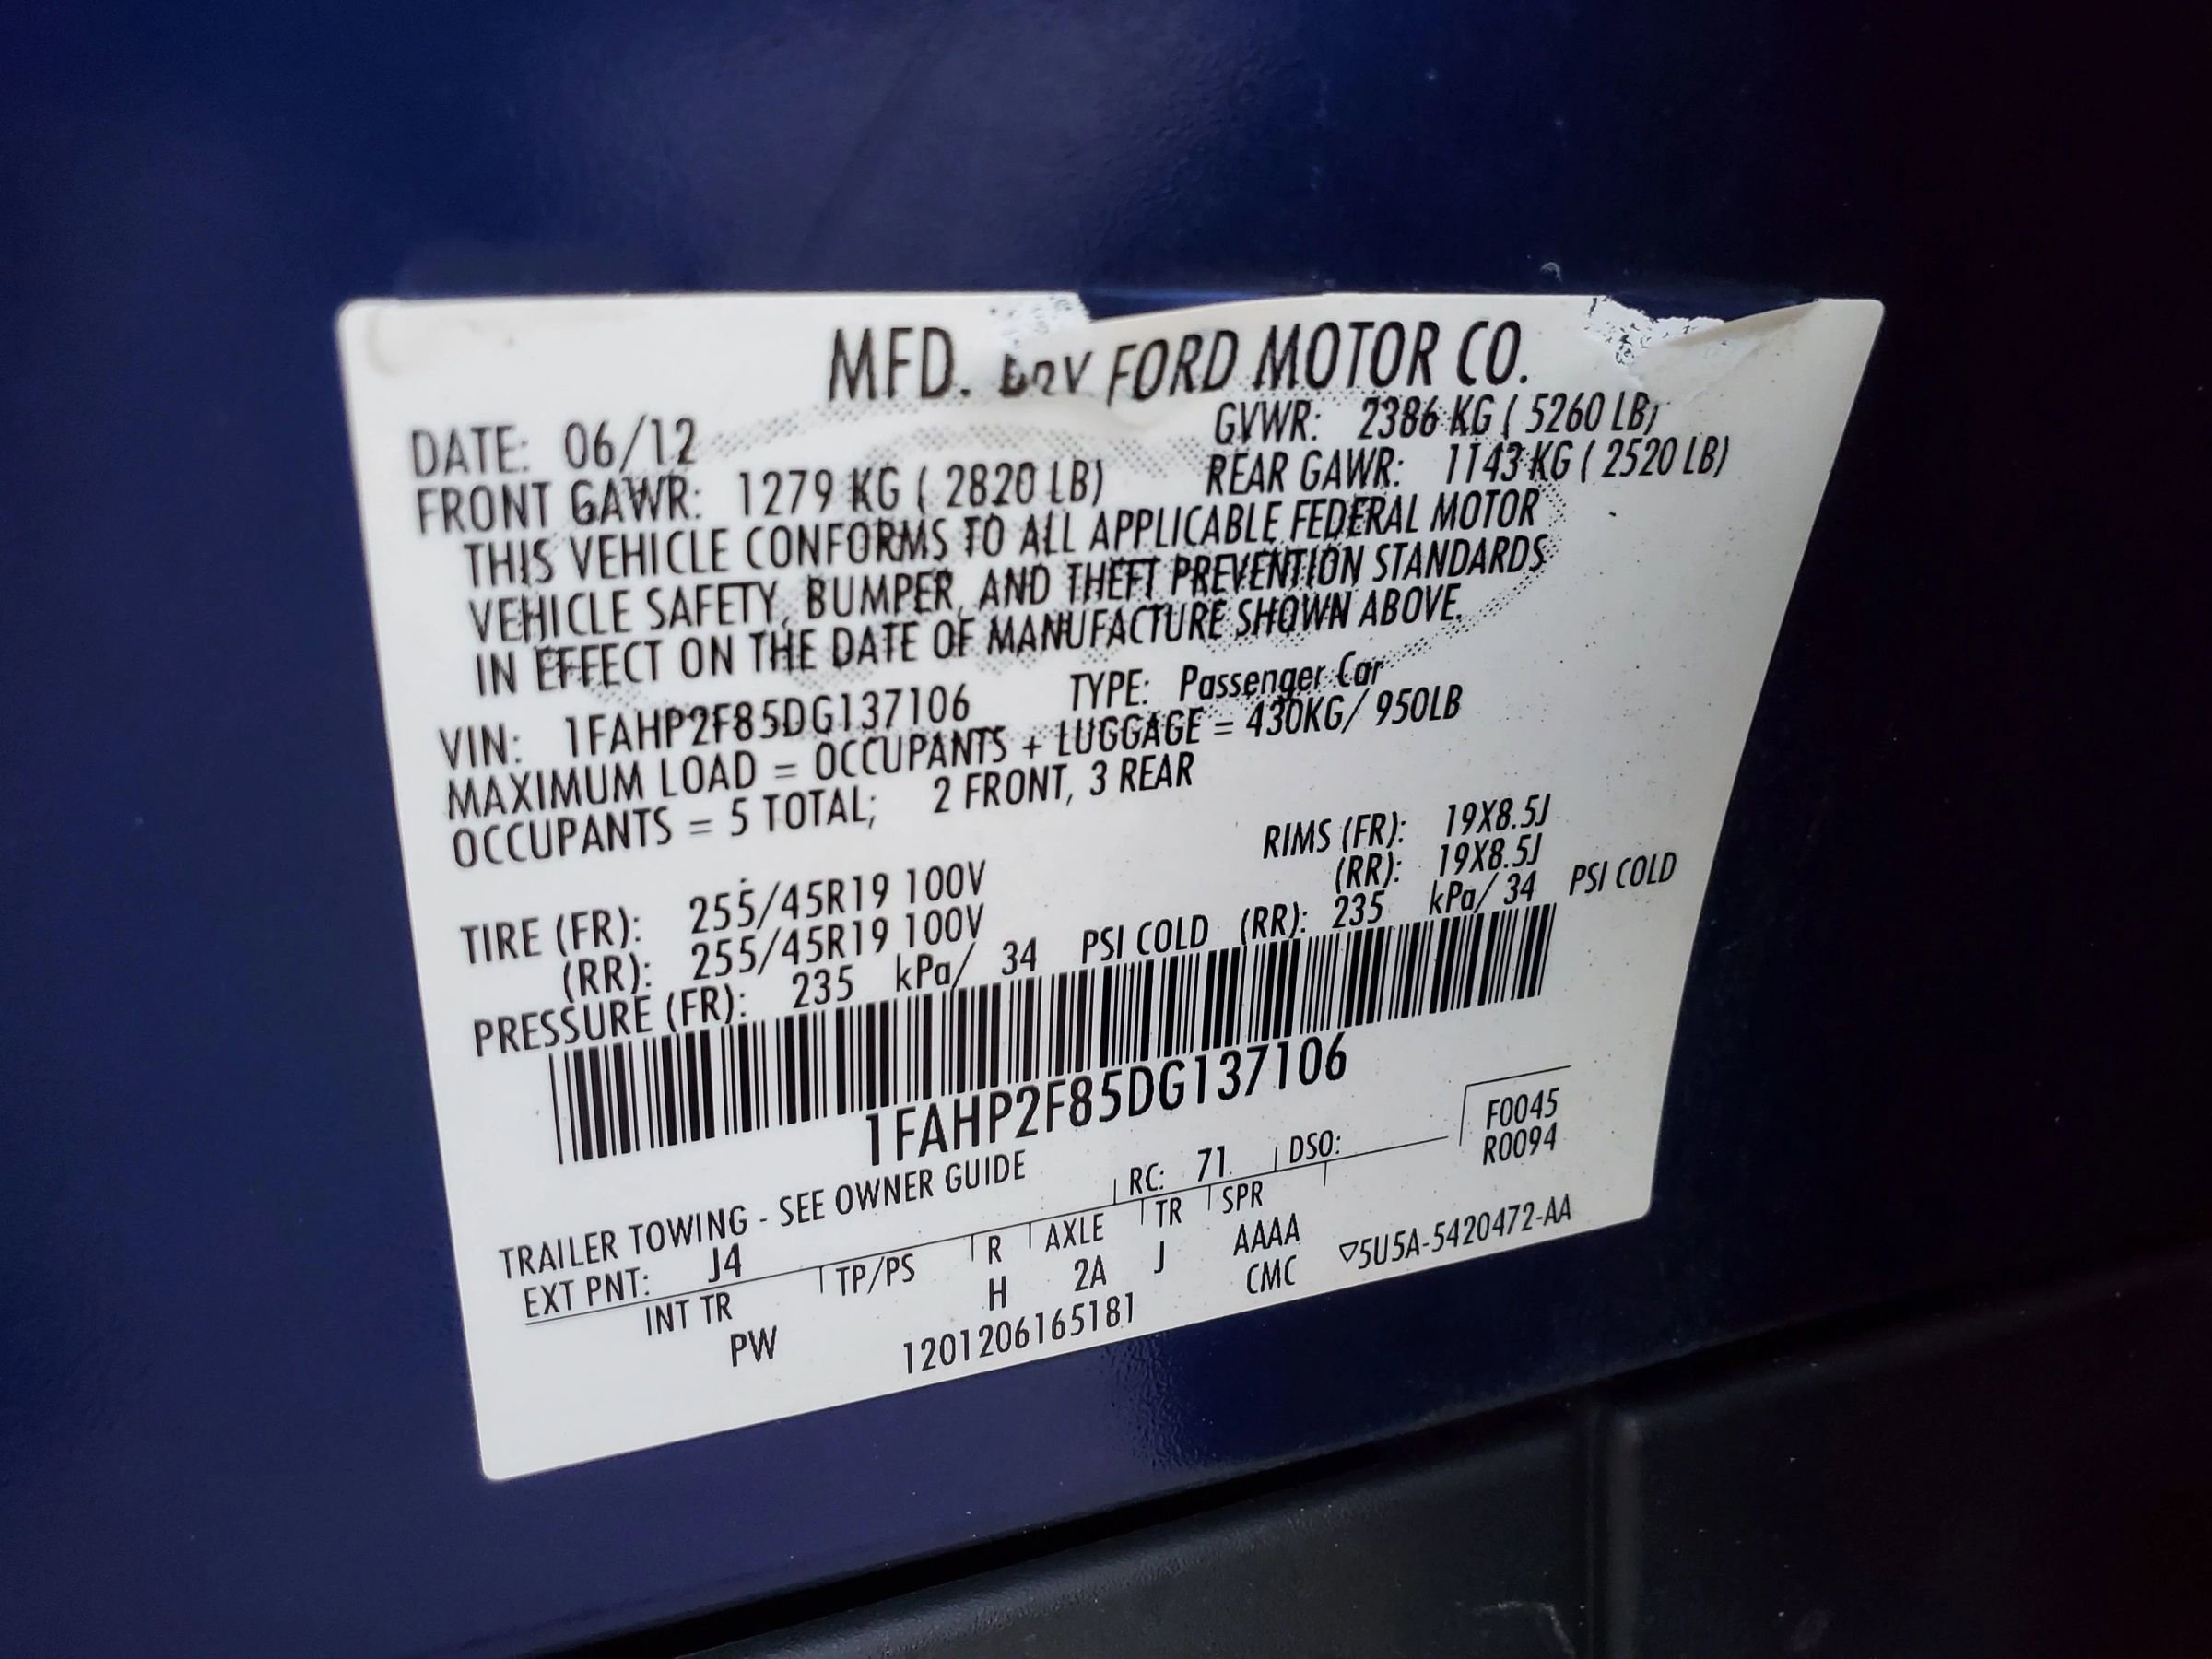 MFD. FORD MOTOR CO.
DATE: 06/12 GVWR: 2386 KG ( 5260 LB)
FRONT GAWR: 1279 KG ( 2820 LB) REAR GAWR: 1143 KG ( 2520 LB)
THIS VEHICLE CONFORMS TO ALL APPLICABLE FEDERAL MOTOR
VEHICLE SAFETY, BUMPER, AND THEFT PREVENTION STANDARDS
IN EFFECT ON THE DATE OF MANUFACTURE SHOWN ABOVE.
VIN: 1FAHP2F85DG137106 TYPE: Passenger Car
MAXIMUM LOAD = OCCUPANTS + LUGGAGE = 430KG/ 950LB
OCCUPANTS = 5 TOTAL; 2 FRONT, 3 REAR
TIRE (FR): 255/45R19 100V RIMS (FR): 19X8.5J
(RR): 255/45R19 100V (RR): 19X8.5J
PRESSURE (FR): 235 kPa/ 34 PSI COLD (RR): 235 kPa/ 34 PSI COLD
1FAHP2F85DG137106
F0045
TRAILER TOWING - SEE OWNER GUIDE R0094
EXT PNT: J4 RC: 71 DSO:
INT TR TP/PS R AXLE TR SPR
PW H 2A J AAAA
1201206165181 CMC ▽5U5A-5420472-AA